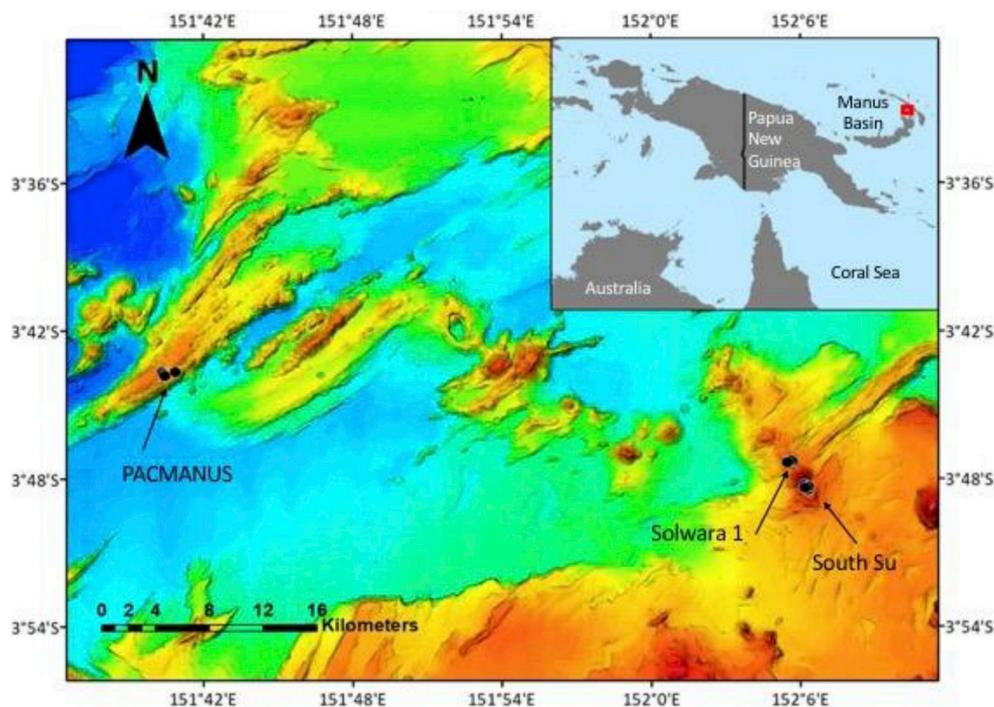 151°42'E 151°48'E 151°54'E 152°0'E 152°6'E
N
Manus
Basin
Papua
New
Guinea
3°36'S 3°36'S
Coral Sea
Australia
3°42'S 3°42'S
PACMANUS
3°48'S 3°48'S
Solwara 1
South Su
0 2 4 8 12 16
Kilometers
3°54'S 3°54'S
151°42'E 151°48'E 151°54'E 152°0'E 152°6'E